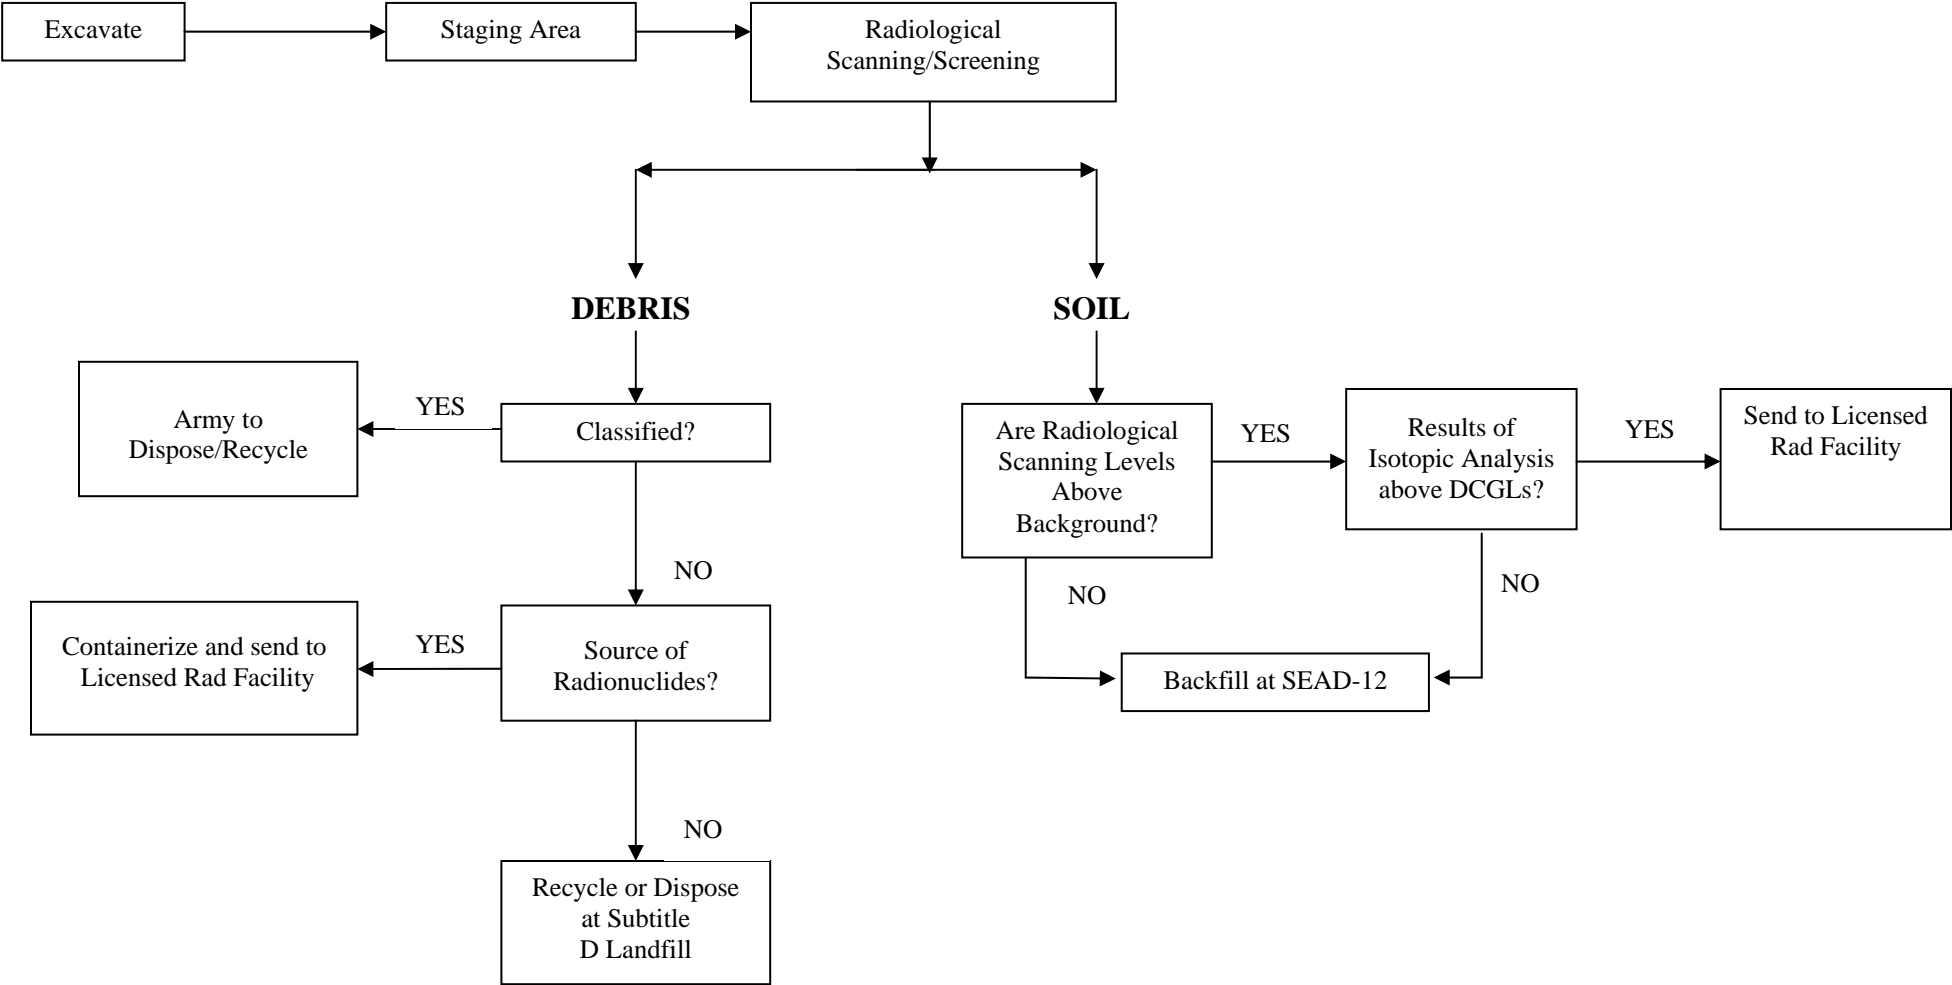 Excavate
Staging Area
Radiological
Scanning/Screening
DEBRIS
SOIL
Army to
Dispose/Recycle
YES
Classified?
Are Radiological
Scanning Levels
Above
Background?
YES
Results of
Isotopic Analysis
above DCGLs?
YES
Send to Licensed
Rad Facility
NO
NO
NO
Containerize and send to
Licensed Rad Facility
YES
Source of
Radionuclides?
Backfill at SEAD-12
NO
Recycle or Dispose
at Subtitle
D Landfill